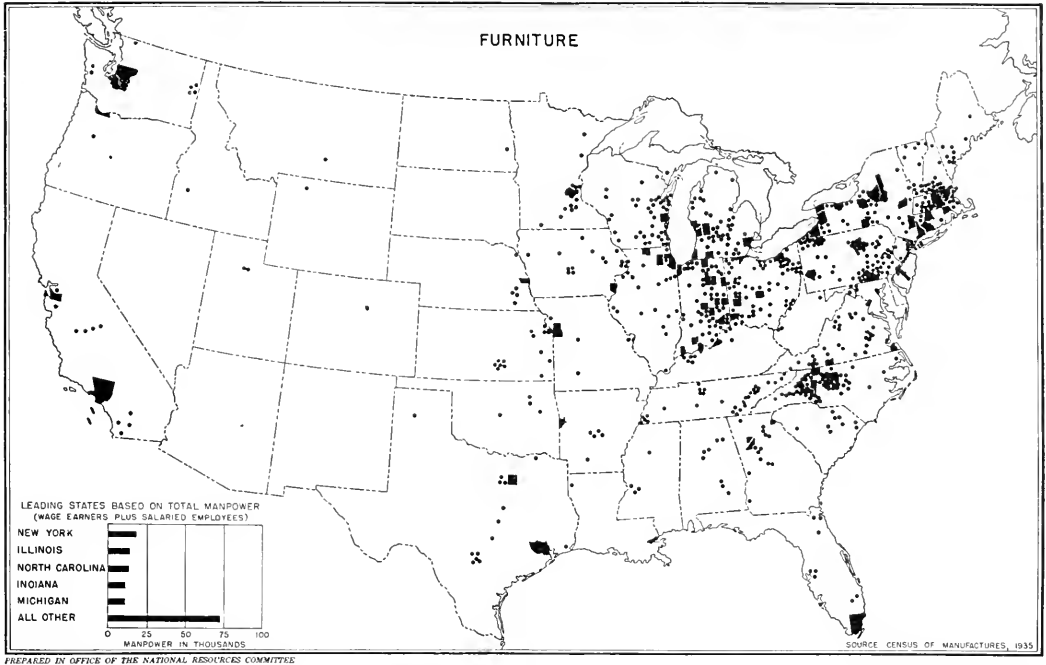 FURNITURE
LEADING STATES BASED ON TOTAL MANPOWER
(WAGE EARNERS PLUS SALARIED EMPLOYEES)
NEW YORK
ILLINOIS
NORTH CAROLINA
INDIANA
MICHIGAN
ALL OTHER
0 25 50 75 100
MANPOWER IN THOUSANDS
SOURCE CENSUS OF MANUFACTURES, 1935
PREPARED IN OFFICE OF THE NATIONAL RESOURCES COMMITTEE